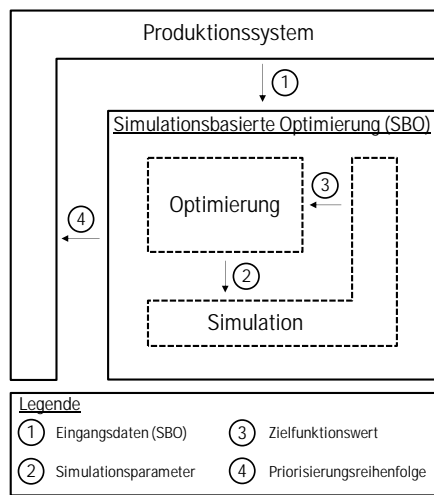 Produktionssystem
1
Simulationsbasierte Optimierung (SBO)
Optimierung
3
4
2
Simulation
Legende
1 Eingangsdaten (SBO)
3 Zielfunktionswert
2 Simulationsparameter
4 Priorisierungsreihenfolge